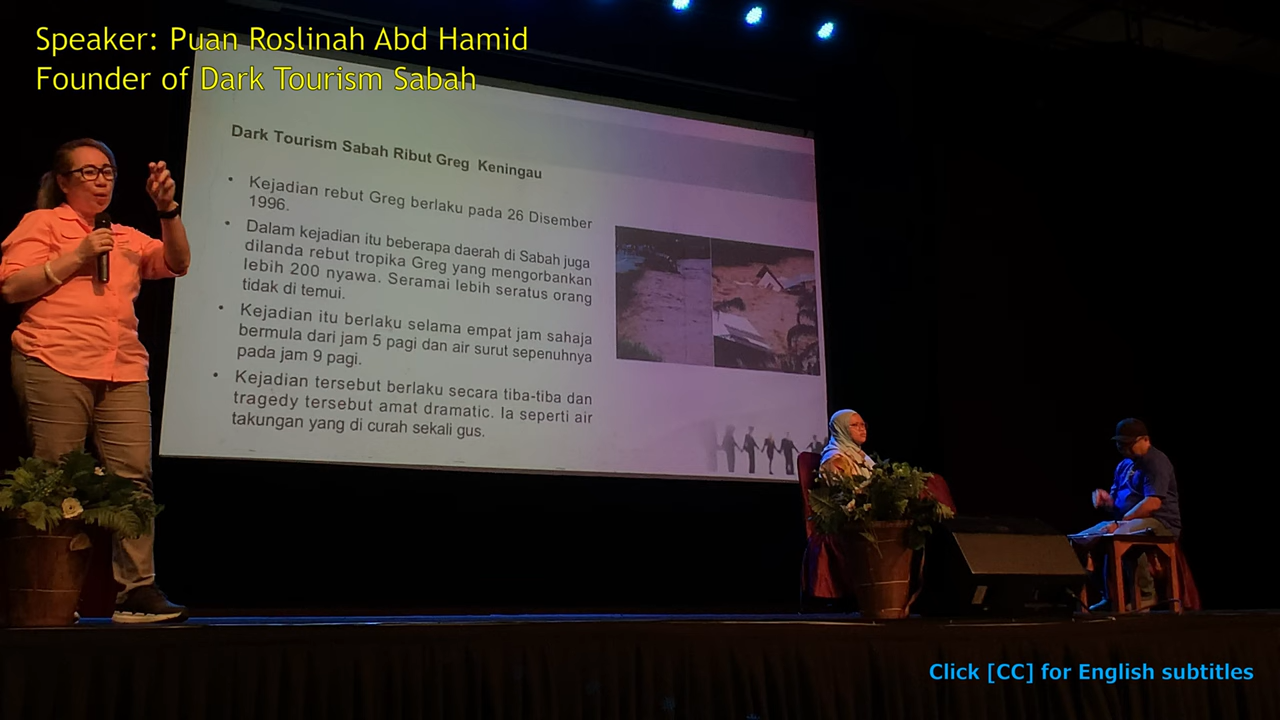 Speaker: Puan Roslinah Abd Hamid
Founder of Dark Tourism Sabah
Dark Tourism Sabah Ribut Greg Keningau
• Kejadian rebut Greg berlaku pada 26 Disember
1996.
• Dalam kejadian itu beberapa daerah di Sabah juga
dilanda rebut tropika Greg yang mengorbankan
lebih 200 nyawa. Seramai lebih seratus orang
tidak di temui.
• Kejadian itu berlaku selama empat jam sahaja
bermula dari jam 5 pagi dan air surut sepenuhnya
pada jam 9 pagi.
• Kejadian tersebut berlaku secara tiba-tiba dan
tragedy tersebut amat dramatic. Ia seperti air
takungan yang di curah sekali gus.
Click [CC] for English subtitles